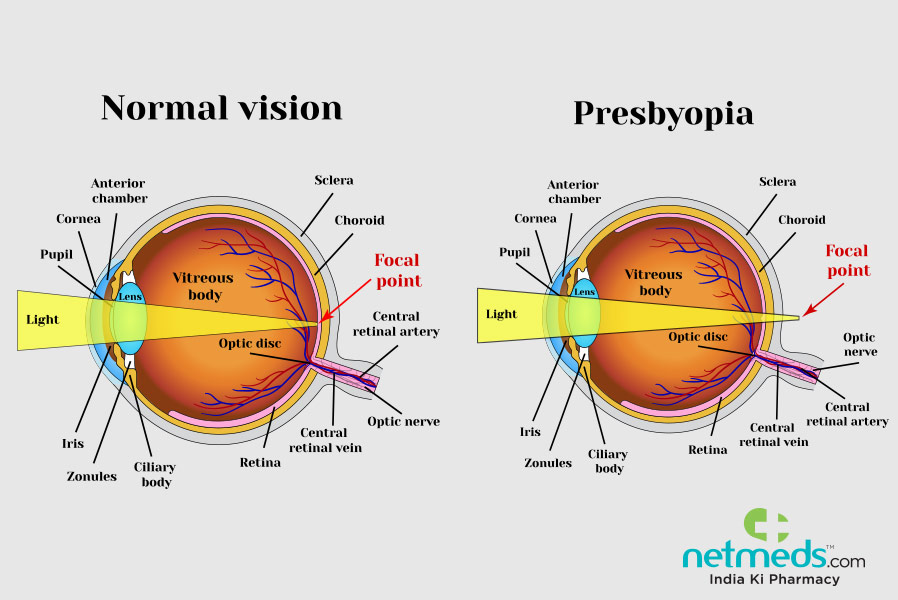 Normal vision
Anterior
chamber
Cornea
Pupil
Light
Lens
Vitreous
body
Optic disc
Sclera
Choroid
Focal
point
Central
retinal artery
Optic nerve
Central
retinal vein
Retina
Ciliary
body
Zonules
Iris
Presbyopia
Anterior
chamber
Cornea
Pupil
Light
Lens
Vitreous
body
Optic disc
Sclera
Choroid
Focal
point
Optic
nerve
Central
retinal artery
Central
retinal vein
Retina
Ciliary
body
Zonules
Iris
netmeds.com™
India Ki Pharmacy